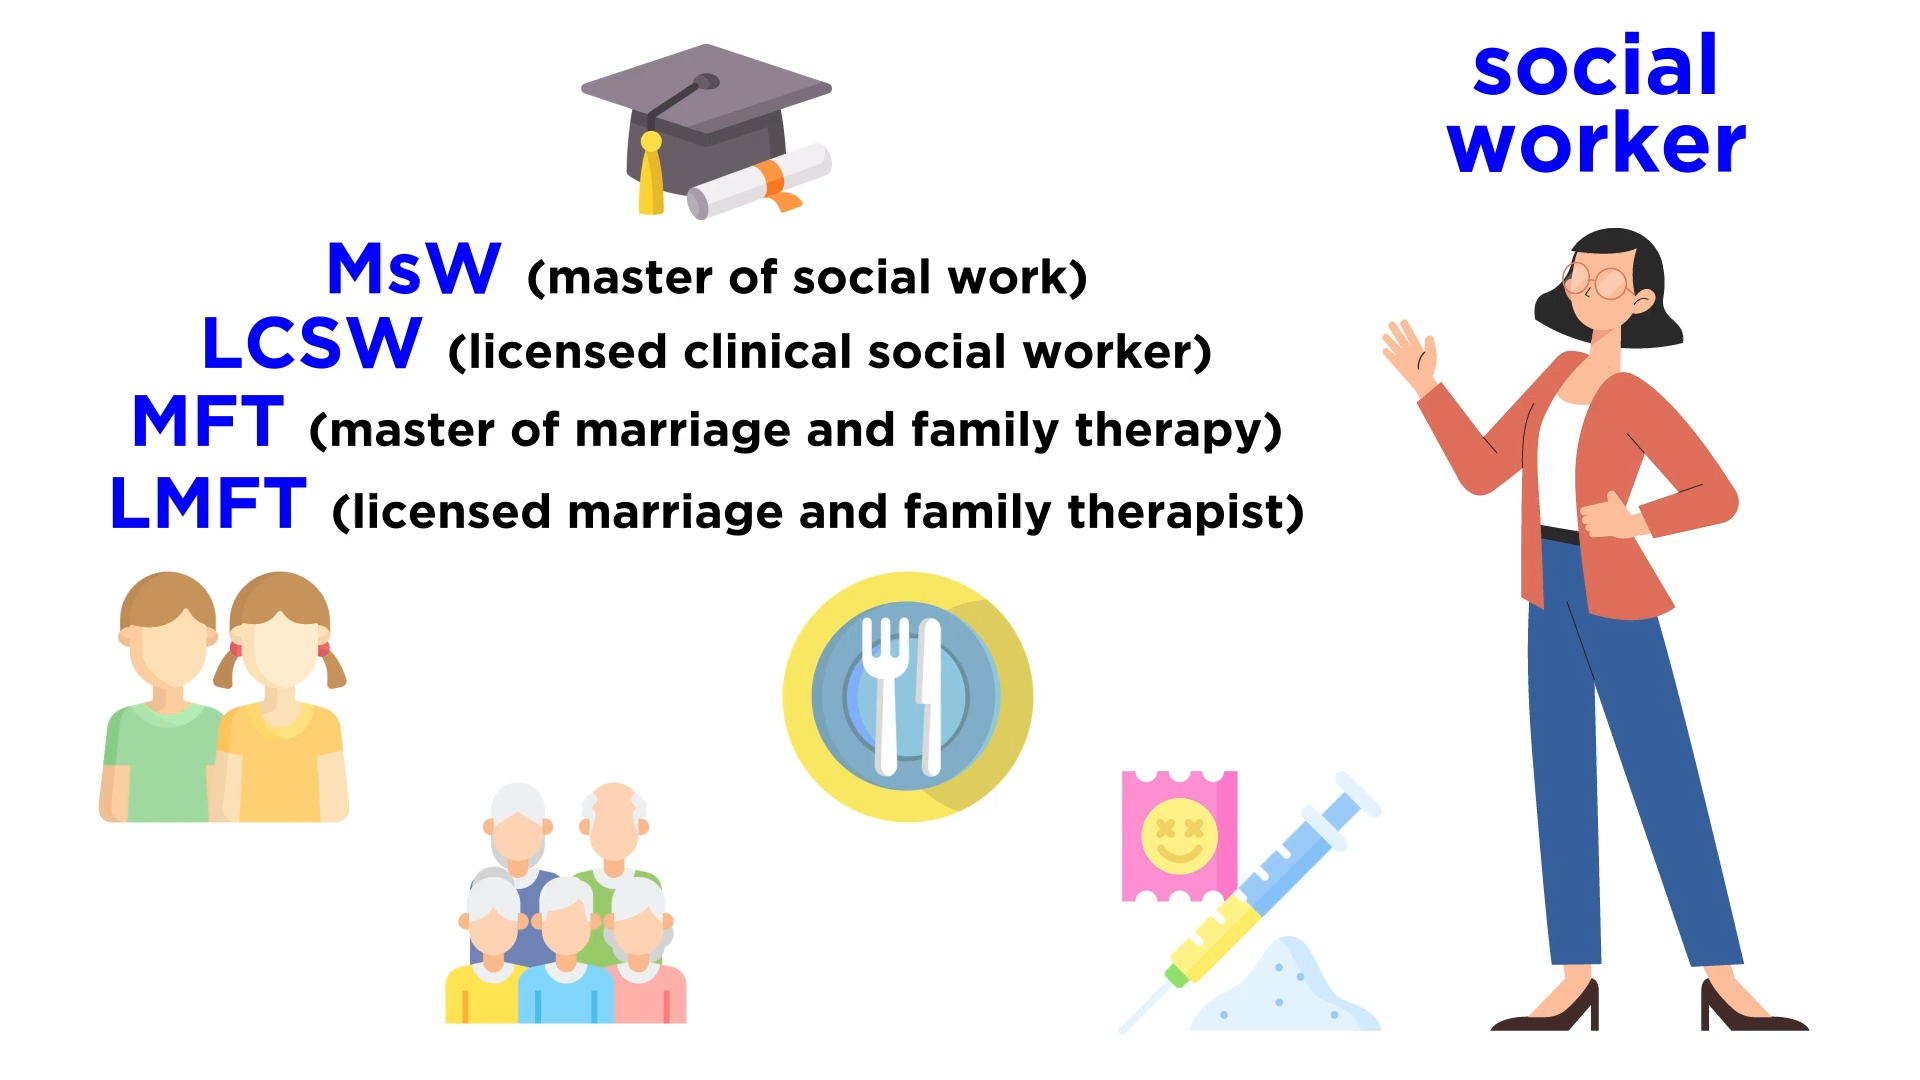 social
worker
MsW (master of social work)
LCSW (licensed clinical social worker)
MFT (master of marriage and family therapy)
LMFT (licensed marriage and family therapist)